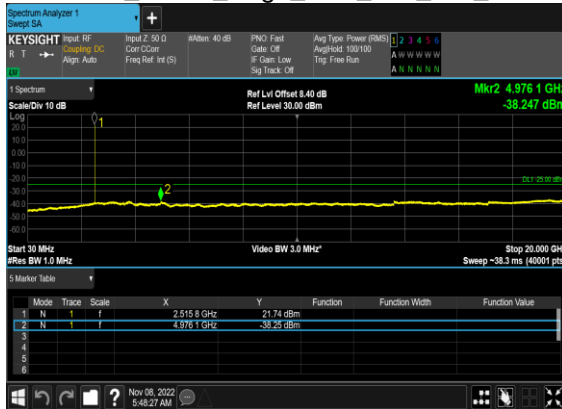 Spectrum Analyzer 1
Swept SA
+
KEYSIGHT
R T
Input: RF
Coupling: DC
Align: Auto
Input Z: 50 Ω
Corr CCorr
Freq Ref: Int (S)
#Atten: 40 dB
PNO: Fast
Gate: Off
IF Gain: Low
Sig Track: Off
Avg Type: Power (RMS)
Avg|Hold: 100/100
Trig: Free Run
1 2 3 4 5 6
A W W W W W
A N N N N N
1 Spectrum
Scale/Div 10 dB
Ref Lvl Offset 8.40 dB
Ref Level 30.00 dBm
Mkr2 4.976 1 GHz
-38.247 dBm
Log
20.0
10.0
0.00
-10.0
-20.0
-30.0
-40.0
-50.0
-60.0
1
2
DL1 -25.00 dBm
Start 30 MHz
#Res BW 1.0 MHz
Video BW 3.0 MHz*
Stop 20.000 GHz
Sweep ~38.3 ms (40001 pts)
5 Marker Table
Mode Trace Scale X Y Function Function Width Function Value
1 N 1 f 2.515 8 GHz 21.74 dBm
2 N 1 f 4.976 1 GHz -38.25 dBm
3
4
5
6
?
Nov 08, 2022
5:48:27 AM